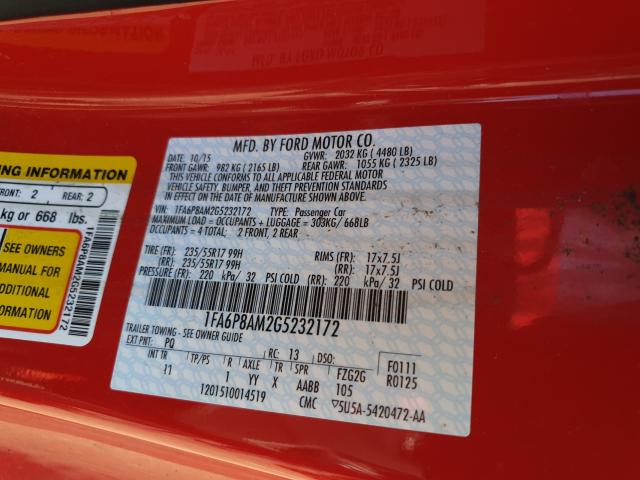 MFD. BY FORD MOTOR CO.
DATE: 10/15 GVWR: 2032 KG ( 4480 LB)
FRONT GAWR: 982 KG ( 2165 LB) REAR GAWR: 1055 KG ( 2325 LB)
THIS VEHICLE CONFORMS TO ALL APPLICABLE FEDERAL MOTOR
VEHICLE SAFETY, BUMPER, AND THEFT PREVENTION STANDARDS
IN EFFECT ON THE DATE OF MANUFACTURE SHOWN ABOVE.
VIN: 1FA6P8AM2G5232172 TYPE: Passenger Car
MAXIMUM LOAD = OCCUPANTS + LUGGAGE = 303KG/ 668LB
OCCUPANTS = 4 TOTAL: 2 FRONT, 2 REAR
TIRE (FR): 235/55R17 99H RIMS (FR): 17x7.5J
(RR): 235/55R17 99H (RR): 17x7.5J
PRESSURE (FR): 220 kPa/ 32 PSI COLD (RR): 220 kPa/ 32 PSI COLD
1FA6P8AM2G5232172
TRAILER TOWING - SEE OWNER GUIDE
EXT PNT: PQ RC: 13 DSO: F0111
INT TR TP/PS R AXLE TR SPR FZG2G R0125
11 1 YY X AABB 105
1201510014519 CMC ▽5U5A-5420472-AA
ING INFORMATION
FRONT: 2 REAR: 2
kg or 668 lbs.
SEE OWNERS
MANUAL FOR
ADDITIONAL
INFORMATION
1FA6P8AM2G5232172